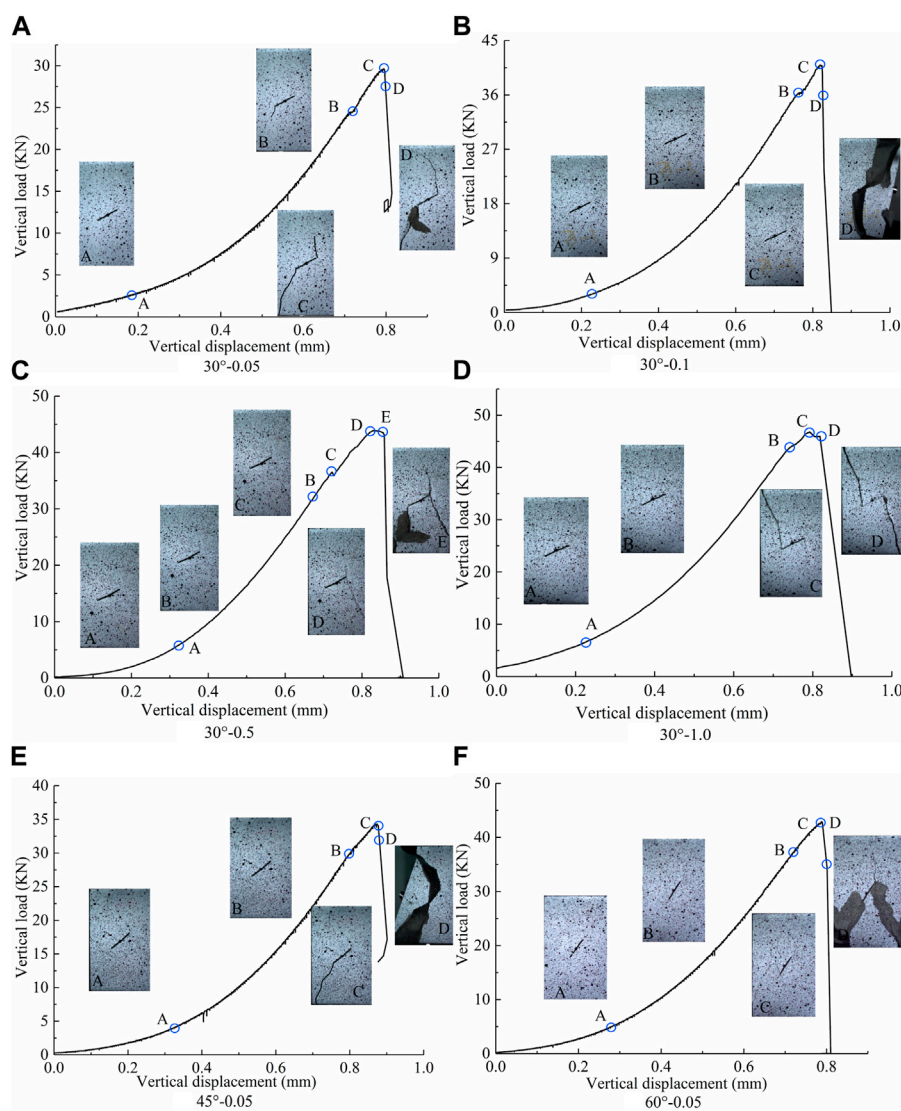 A
30
25
20
15
10
5
0
Vertical load (KN)
0.0 0.2 0.4 0.6 0.8
Vertical displacement (mm)
30°-0.05
A B C D
A B C D
B
45
36
27
18
9
0
Vertical load (KN)
0.0 0.2 0.4 0.6 0.8 1.0
Vertical displacement (mm)
30°-0.1
A B C D
A B C D
C
50
40
30
20
10
0
Vertical load (KN)
0.0 0.2 0.4 0.6 0.8 1.0
Vertical displacement (mm)
30°-0.5
A B C D E
A B C D E
D
50
40
30
20
10
0
Vertical load (KN)
0.0 0.2 0.4 0.6 0.8 1.0
Vertical displacement (mm)
30°-1.0
A B C D
A B C D
E
40
35
30
25
20
15
10
5
0
Vertical load (KN)
0.0 0.2 0.4 0.6 0.8 1.0
Vertical displacement (mm)
45°-0.05
A B C D
A B C D
F
50
40
30
20
10
0
Vertical load (KN)
0.0 0.2 0.4 0.6 0.8
Vertical displacement (mm)
60°-0.05
A B C D
A B C D